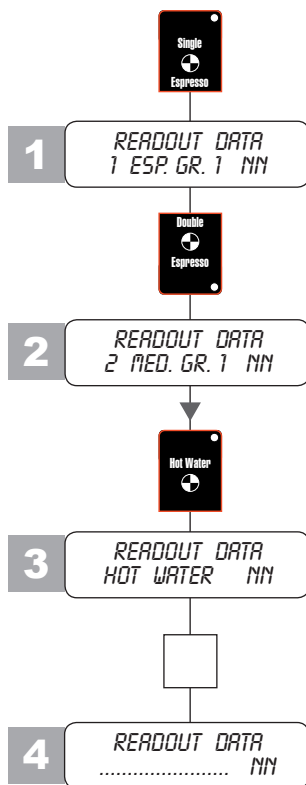 Single
Espresso
1
READOUT DATA
1 ESP. GR. 1 NN
Double
Espresso
2
READOUT DATA
2 MED. GR. 1 NN
Hot Water
3
READOUT DATA
HOT WATER NN
4
READOUT DATA
....................... NN